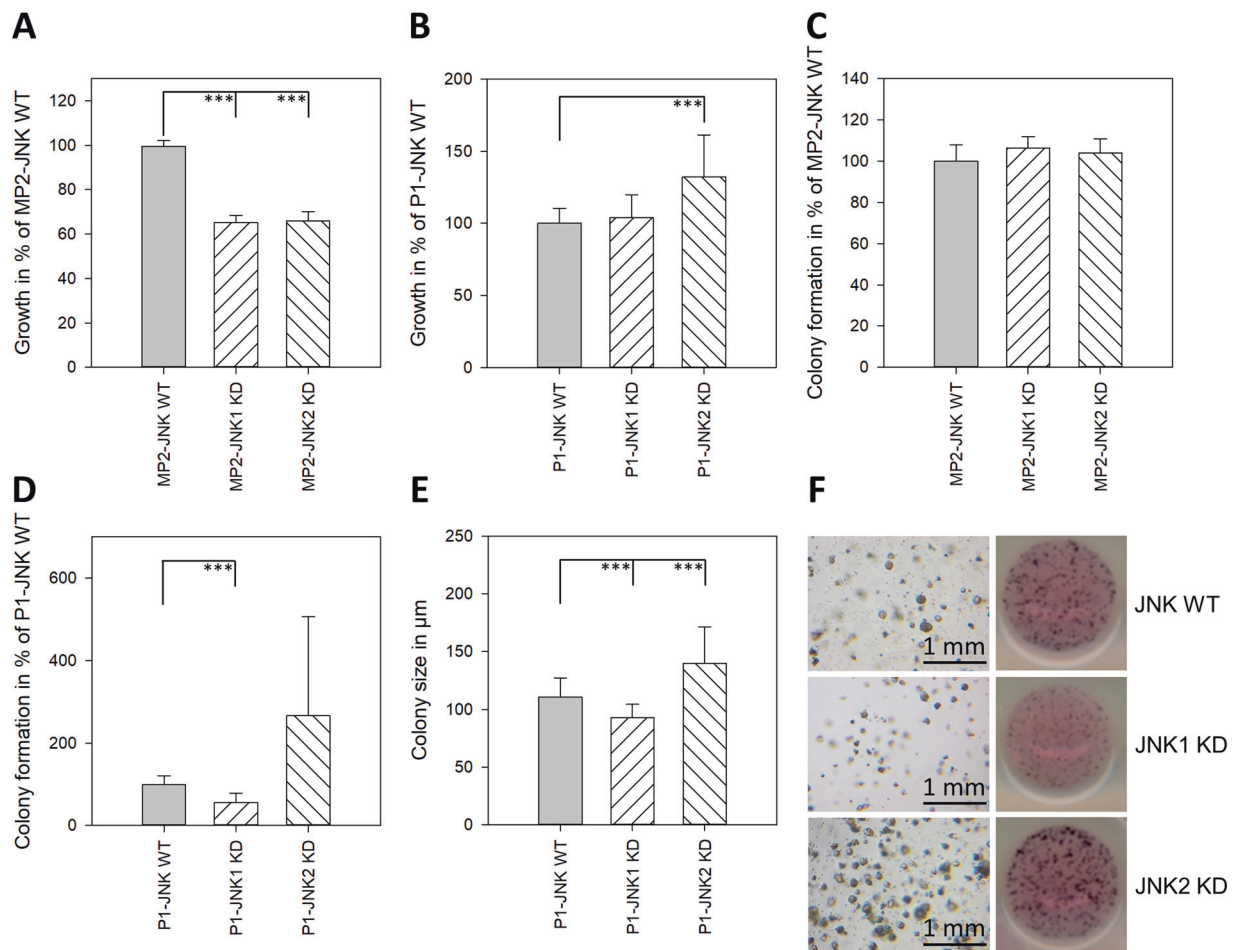 A
Growth in % of MP2-JNK WT
120
100
80
60
40
20
0
*** ***
MP2-JNK WT
MP2-JNK1 KD
MP2-JNK2 KD
B
Growth in % of P1-JNK WT
200
150
100
50
0
***
P1-JNK WT
P1-JNK1 KD
P1-JNK2 KD
C
Colony formation in % of MP2-JNK WT
140
120
100
80
60
40
20
0
MP2-JNK WT
MP2-JNK1 KD
MP2-JNK2 KD
D
Colony formation in % of P1-JNK WT
600
400
200
0
***
P1-JNK WT
P1-JNK1 KD
P1-JNK2 KD
E
Colony size in µm
250
200
150
100
50
0
*** ***
P1-JNK WT
P1-JNK1 KD
P1-JNK2 KD
F
1 mm
JNK WT
1 mm
JNK1 KD
1 mm
JNK2 KD